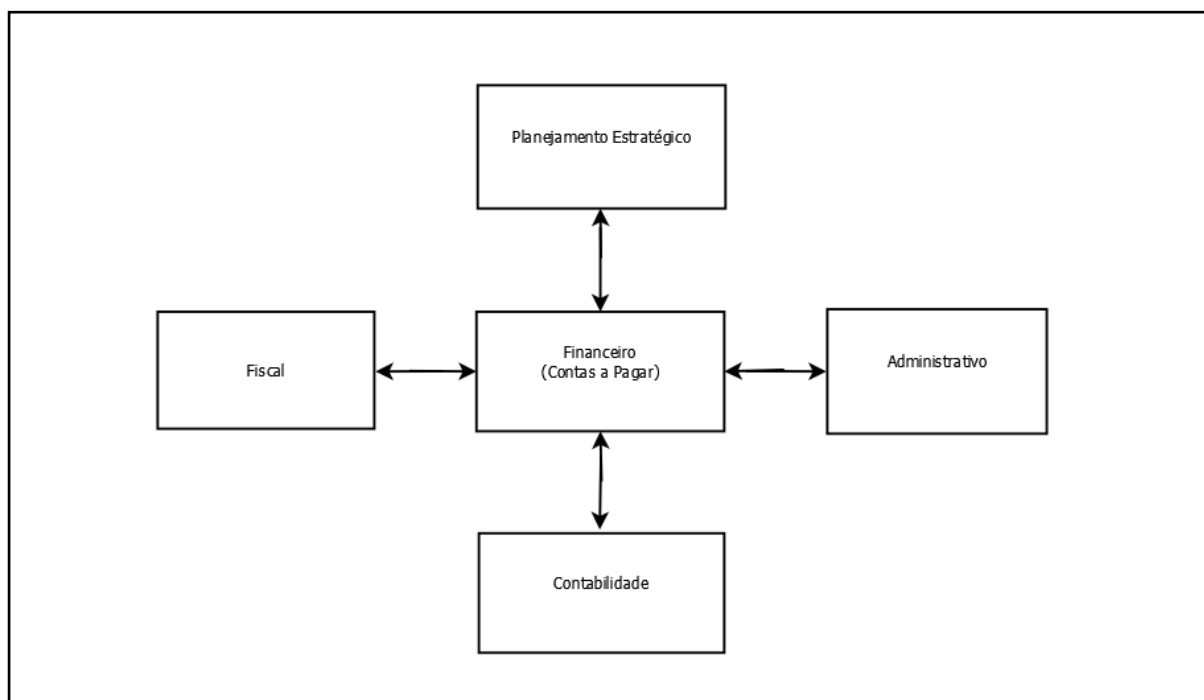 Planejamento Estratégico
Fiscal
Financeiro
(Contas a Pagar)
Administrativo
Contabilidade